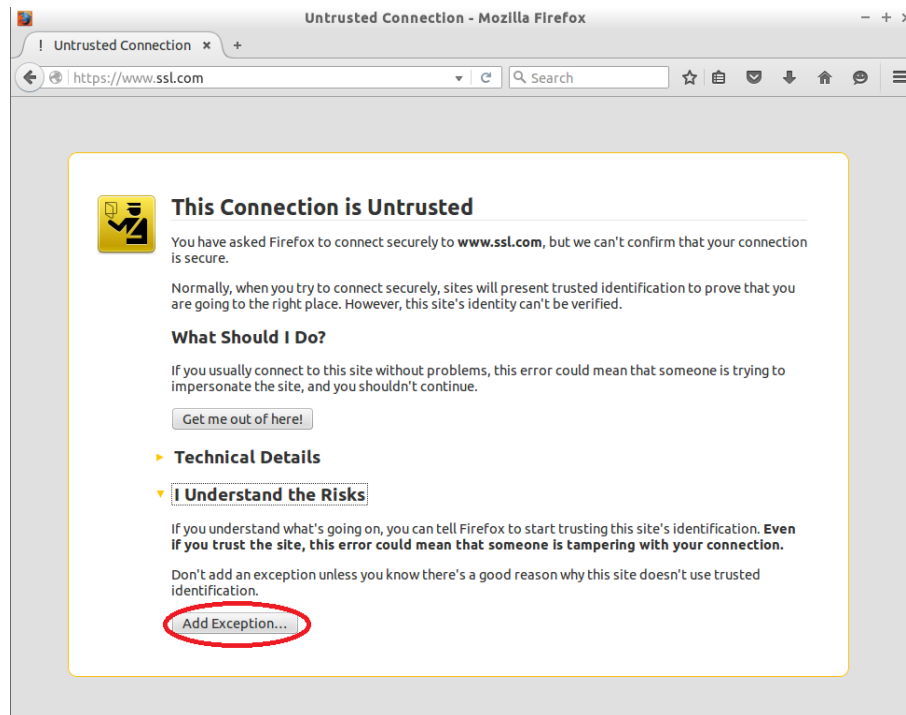 Untrusted Connection - Mozilla Firefox
! Untrusted Connection × +
https://www.ssl.com Search
This Connection is Untrusted
You have asked Firefox to connect securely to www.ssl.com, but we can't confirm that your connection
is secure.
Normally, when you try to connect securely, sites will present trusted identification to prove that you
are going to the right place. However, this site's identity can't be verified.
What Should I Do?
If you usually connect to this site without problems, this error could mean that someone is trying to
impersonate the site, and you shouldn't continue.
Get me out of here!
Technical Details
I Understand the Risks
If you understand what's going on, you can tell Firefox to start trusting this site's identification. Even
if you trust the site, this error could mean that someone is tampering with your connection.
Don't add an exception unless you know there's a good reason why this site doesn't use trusted
identification.
Add Exception...